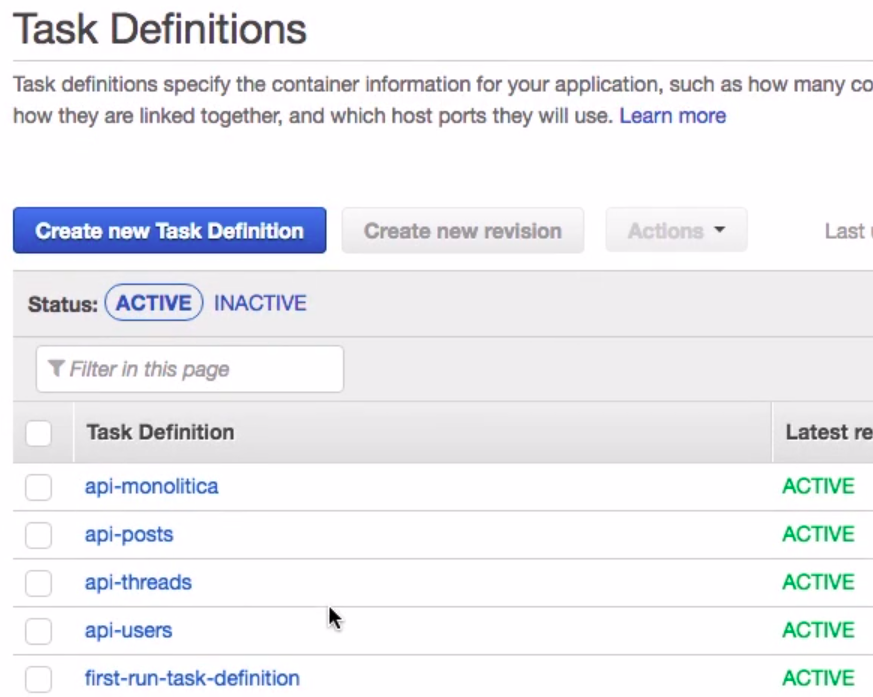 Task Definitions
Task definitions specify the container information for your application, such as how many co
how they are linked together, and which host ports they will use. Learn more
Create new Task Definition Create new revision Actions Last
Status: ACTIVE INACTIVE
Filter in this page
Task Definition Latest re
api-monolitica ACTIVE
api-posts ACTIVE
api-threads ACTIVE
api-users ACTIVE
first-run-task-definition ACTIVE